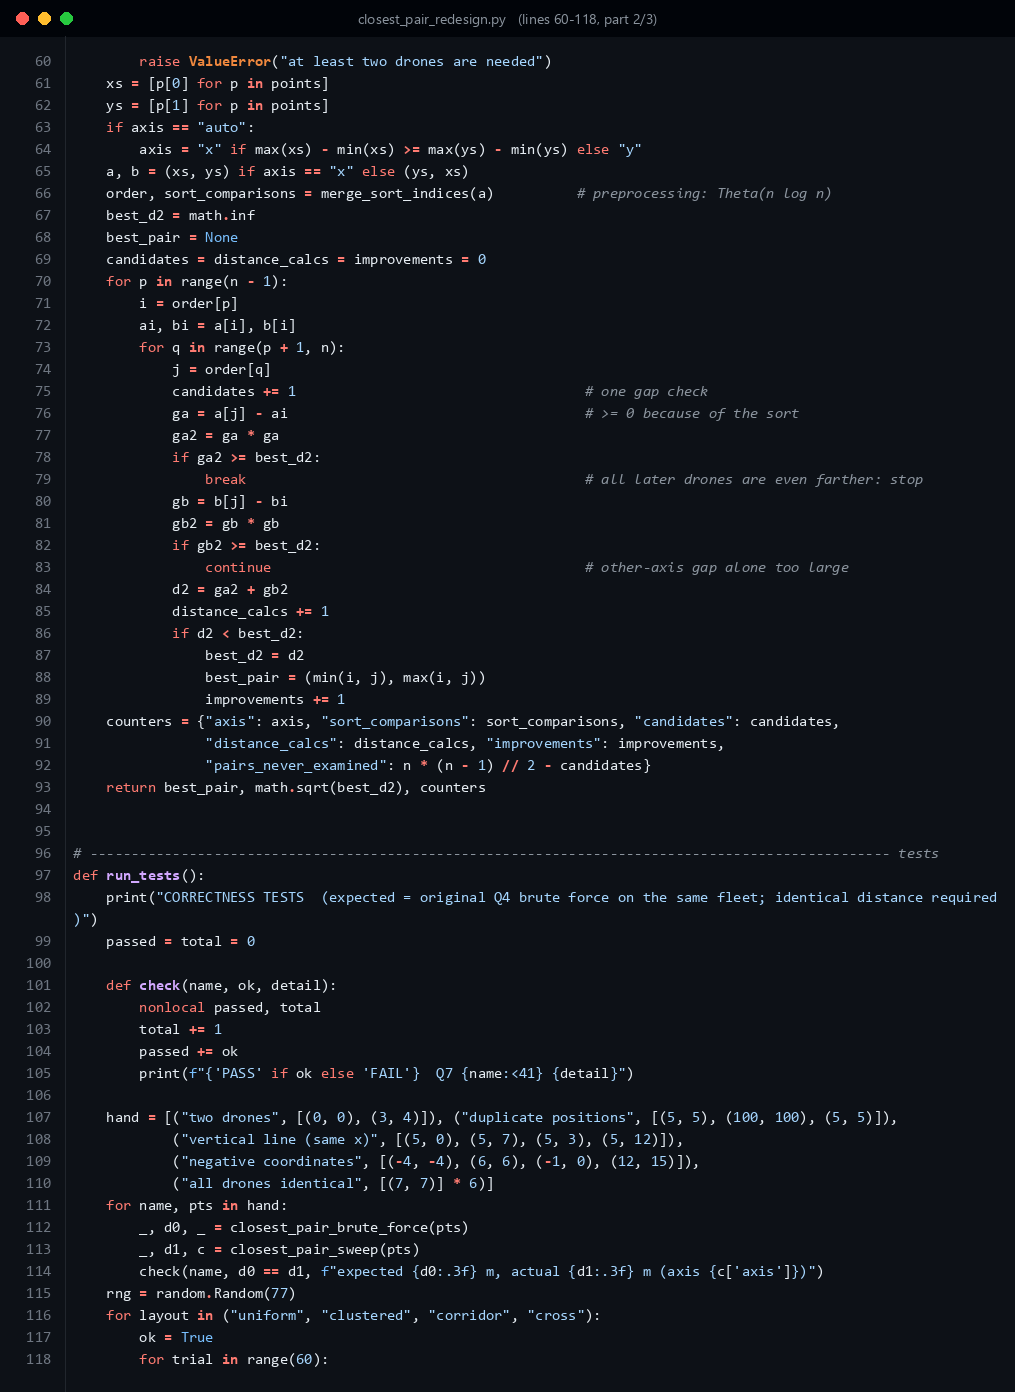 closest_pair_redesign.py   (lines 60-118, part 2/3)
60          raise ValueError("at least two drones are needed")
61      xs = [p[0] for p in points]
62      ys = [p[1] for p in points]
63      if axis == "auto":
64          axis = "x" if max(xs) - min(xs) >= max(ys) - min(ys) else "y"
65      a, b = (xs, ys) if axis == "x" else (ys, xs)
66      order, sort_comparisons = merge_sort_indices(a)          # preprocessing: Theta(n log n)
67      best_d2 = math.inf
68      best_pair = None
69      candidates = distance_calcs = improvements = 0
70      for p in range(n - 1):
71          i = order[p]
72          ai, bi = a[i], b[i]
73          for q in range(p + 1, n):
74              j = order[q]
75              candidates += 1                                   # one gap check
76              ga = a[j] - ai                                    # >= 0 because of the sort
77              ga2 = ga * ga
78              if ga2 >= best_d2:
79                  break                                         # all later drones are even farther: stop
80              gb = b[j] - bi
81              gb2 = gb * gb
82              if gb2 >= best_d2:
83                  continue                                      # other-axis gap alone too large
84              d2 = ga2 + gb2
85              distance_calcs += 1
86              if d2 < best_d2:
87                  best_d2 = d2
88                  best_pair = (min(i, j), max(i, j))
89                  improvements += 1
90      counters = {"axis": axis, "sort_comparisons": sort_comparisons, "candidates": candidates,
91                  "distance_calcs": distance_calcs, "improvements": improvements,
92                  "pairs_never_examined": n * (n - 1) // 2 - candidates}
93      return best_pair, math.sqrt(best_d2), counters
94
95
96  # ------------------------------------------------------------------------------------------------- tests
97  def run_tests():
98      print("CORRECTNESS TESTS  (expected = original Q4 brute force on the same fleet; identical distance required
)")
99      passed = total = 0
100
101     def check(name, ok, detail):
102         nonlocal passed, total
103         total += 1
104         passed += ok
105         print(f"{'PASS' if ok else 'FAIL'}  Q7 {name:<41} {detail}")
106
107     hand = [("two drones", [(0, 0), (3, 4)]), ("duplicate positions", [(5, 5), (100, 100), (5, 5)]),
108             ("vertical line (same x)", [(5, 0), (5, 7), (5, 3), (5, 12)]),
109             ("negative coordinates", [(-4, -4), (6, 6), (-1, 0), (12, 15)]),
110             ("all drones identical", [(7, 7)] * 6)]
111     for name, pts in hand:
112         _, d0, _ = closest_pair_brute_force(pts)
113         _, d1, c = closest_pair_sweep(pts)
114         check(name, d0 == d1, f"expected {d0:.3f} m, actual {d1:.3f} m (axis {c['axis']})")
115     rng = random.Random(77)
116     for layout in ("uniform", "clustered", "corridor", "cross"):
117         ok = True
118         for trial in range(60):